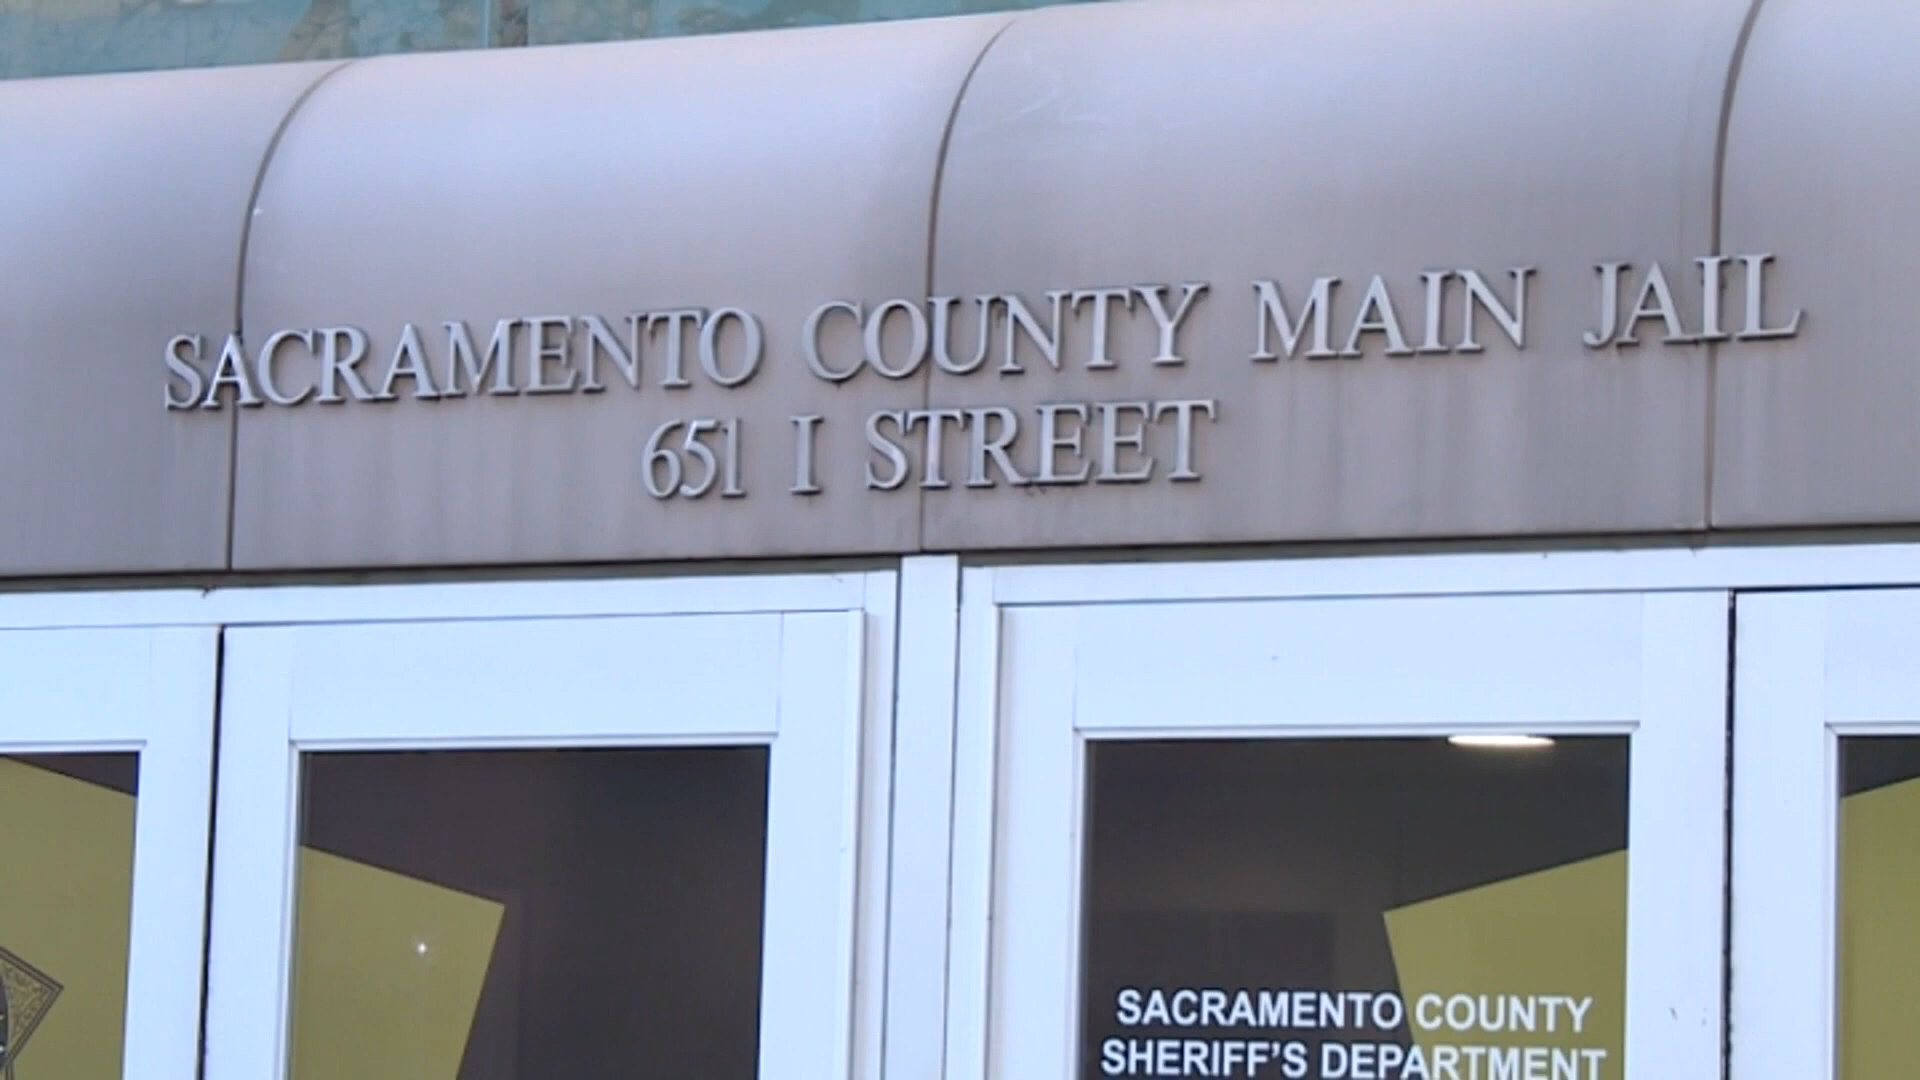 SACRAMENTO COUNTY MAIN JAIL
651 I STREET
SACRAMENTO COUNTY
SHERIFF'S DEPARTMENT